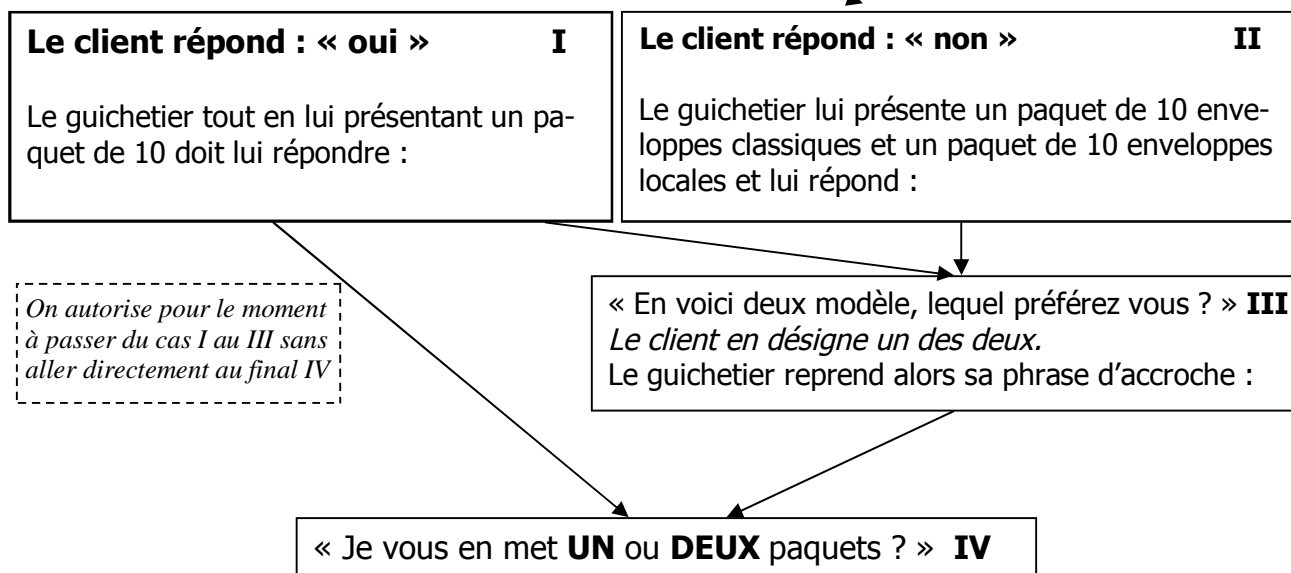 Le client répond : « oui » I
Le guichetier tout en lui présentant un pa-
quet de 10 doit lui répondre :
Le client répond : « non » II
Le guichetier lui présente un paquet de 10 enve-
loppes classiques et un paquet de 10 enveloppes
locales et lui répond :
On autorise pour le moment
à passer du cas I au III sans
aller directement au final IV
« En voici deux modèle, lequel préférez vous ? » III
Le client en désigne un des deux.
Le guichetier reprend alors sa phrase d’accroche :
« Je vous en met UN ou DEUX paquets ? » IV